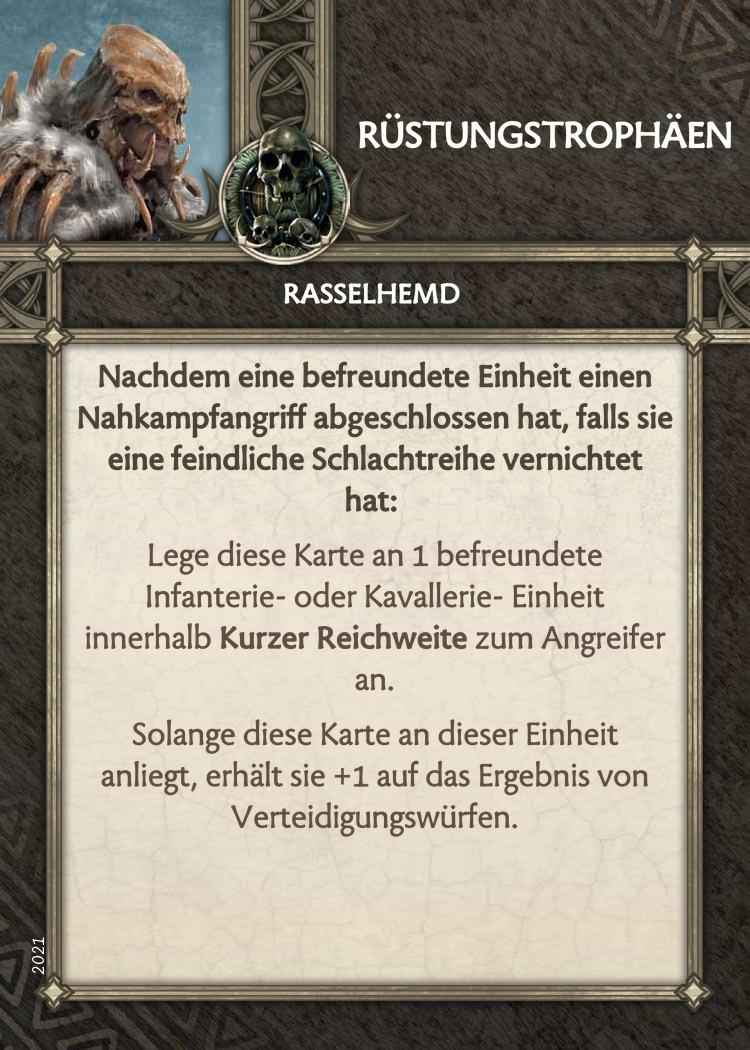 RÜSTUNGSTROPHÄEN
RASSELHEMD
Nachdem eine befreundete Einheit einen
Nahkampfangriff abgeschlossen hat, falls sie
eine feindliche Schlachtreihe vernichtet
hat:
Lege diese Karte an 1 befreundete
Infanterie- oder Kavallerie- Einheit
innerhalb Kurzer Reichweite zum Angreifer
an.
Solange diese Karte an dieser Einheit
anliegt, erhält sie +1 auf das Ergebnis von
Verteidigungswürfen.
2021